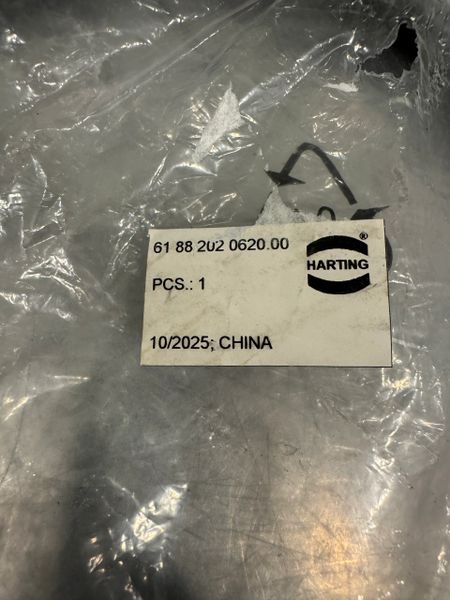 61 88 202 0620.00
®
HARTING
PCS.: 1
10/2025; CHINA